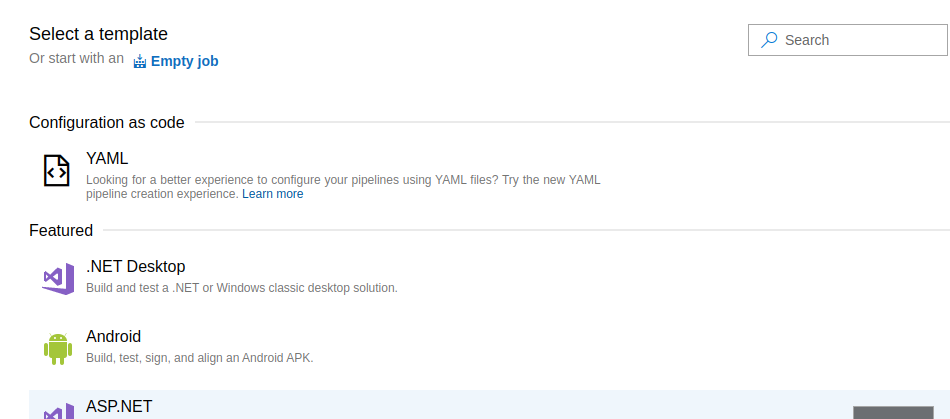 Select a template
Search
Or start with an Empty job
Configuration as code
YAML
Looking for a better experience to configure your pipelines using YAML files? Try the new YAML
pipeline creation experience. Learn more
Featured
.NET Desktop
Build and test a .NET or Windows classic desktop solution.
Android
Build, test, sign, and align an Android APK.
ASP.NET